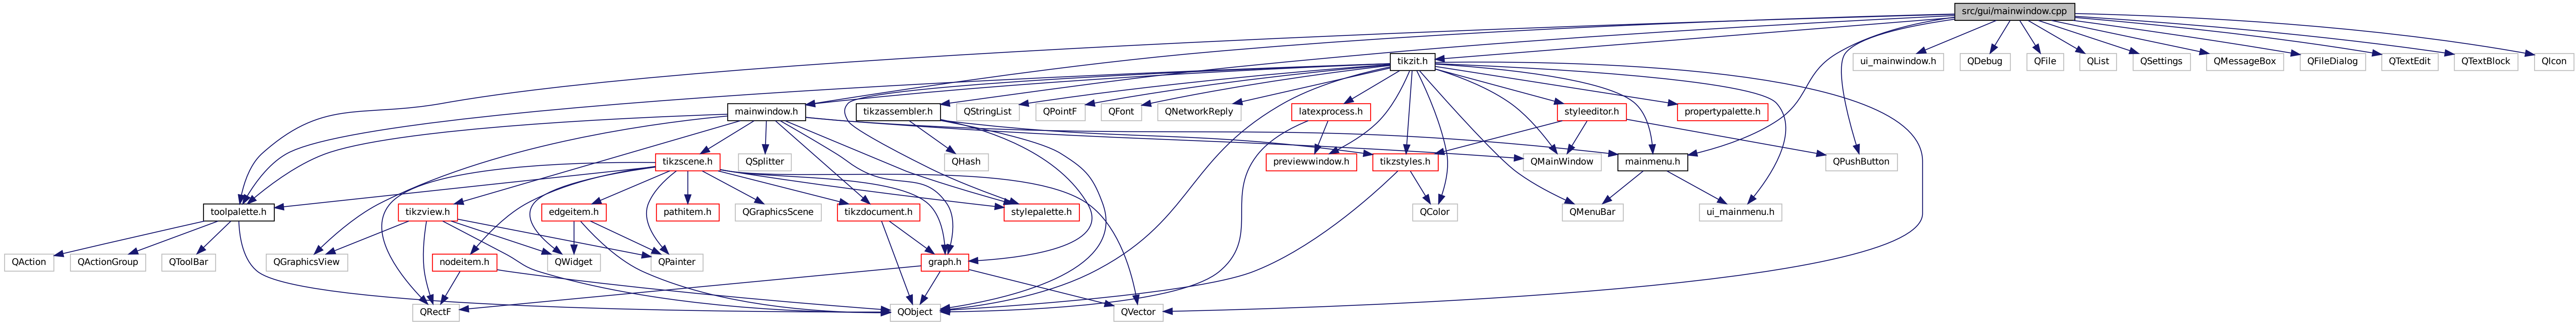 src/gui/mainwindow.cpp
tikzit.h
ui_mainwindow.h
QDebug
QFile
QList
QSettings
QMessageBox
QFileDialog
QTextEdit
QTextBlock
QIcon
mainwindow.h
tikzassembler.h
QStringList
QPointF
QFont
QNetworkReply
latexprocess.h
styleeditor.h
propertypalette.h
tikzscene.h
QSplitter
QHash
previewwindow.h
tikzstyles.h
QMainWindow
mainmenu.h
QPushButton
toolpalette.h
tikzview.h
edgeitem.h
pathitem.h
QGraphicsScene
tikzdocument.h
stylepalette.h
QColor
QMenuBar
ui_mainmenu.h
QAction
QActionGroup
QToolBar
QGraphicsView
nodeitem.h
QWidget
QPainter
graph.h
QRectF
QObject
QVector